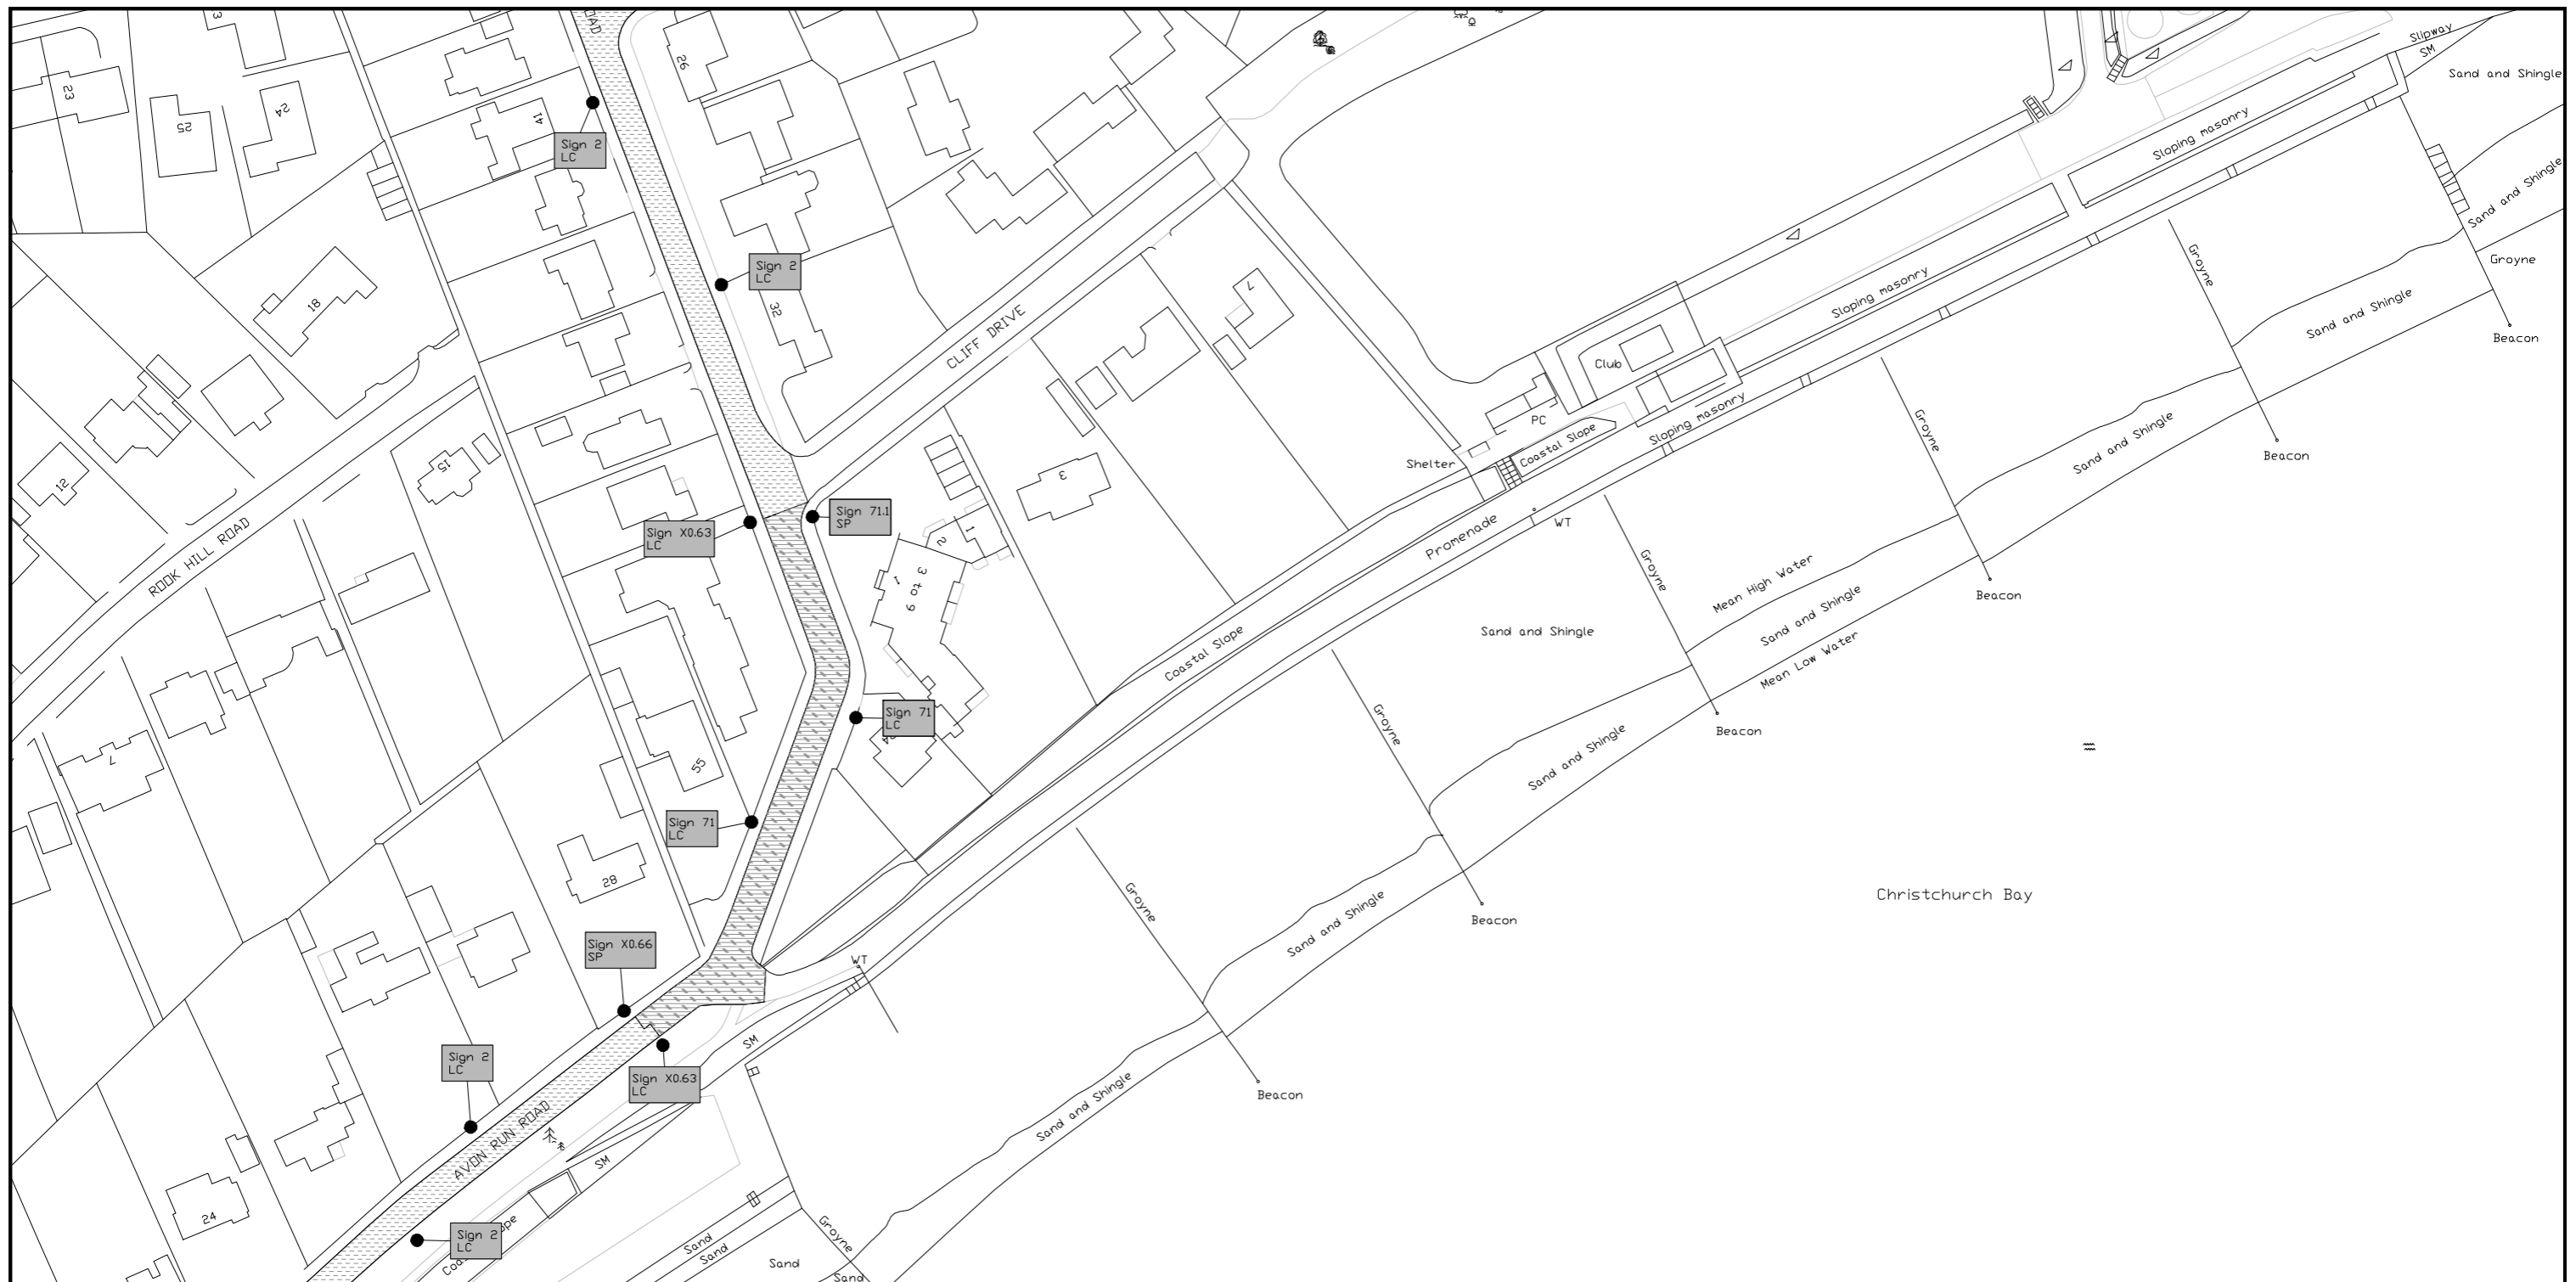 ROAD
3
26
Slipway
SM
Sand and Shingle
23
25
24
41
Sign 2
LC
Sloping masonry
Sand and Shingle
Sign 2
LC
32
18
CLIFF DRIVE
7
Sloping masonry
Groyne
Groyne
Sand and Shingle
Beacon
Club
PC
Sloping masonry
Coastal Slope
Shelter
Groyne
Sand and Shingle
Beacon
15
12
3
Sign X0.63
LC
Sign 71.1
SP
1
2
3 to 9
1
Promenade
WT
ROOK HILL ROAD
Groyne
Mean High Water
Sand and Shingle
Beacon
Sand and Shingle
Mean Low Water
Coastal Slope
Sign 71
LC
Groyne
Beacon
Sand and Shingle
7
55
Sign 71
LC
28
Groyne
Sand and Shingle
Beacon
Christchurch Bay
Sign X0.66
SP
WT
SM
Sign 2
LC
Sign X0.63
LC
Sand and Shingle
Beacon
AVON RUN ROAD
SM
24
Sign 2
LC
Groyne
Sand
Sand
Sand
Sand